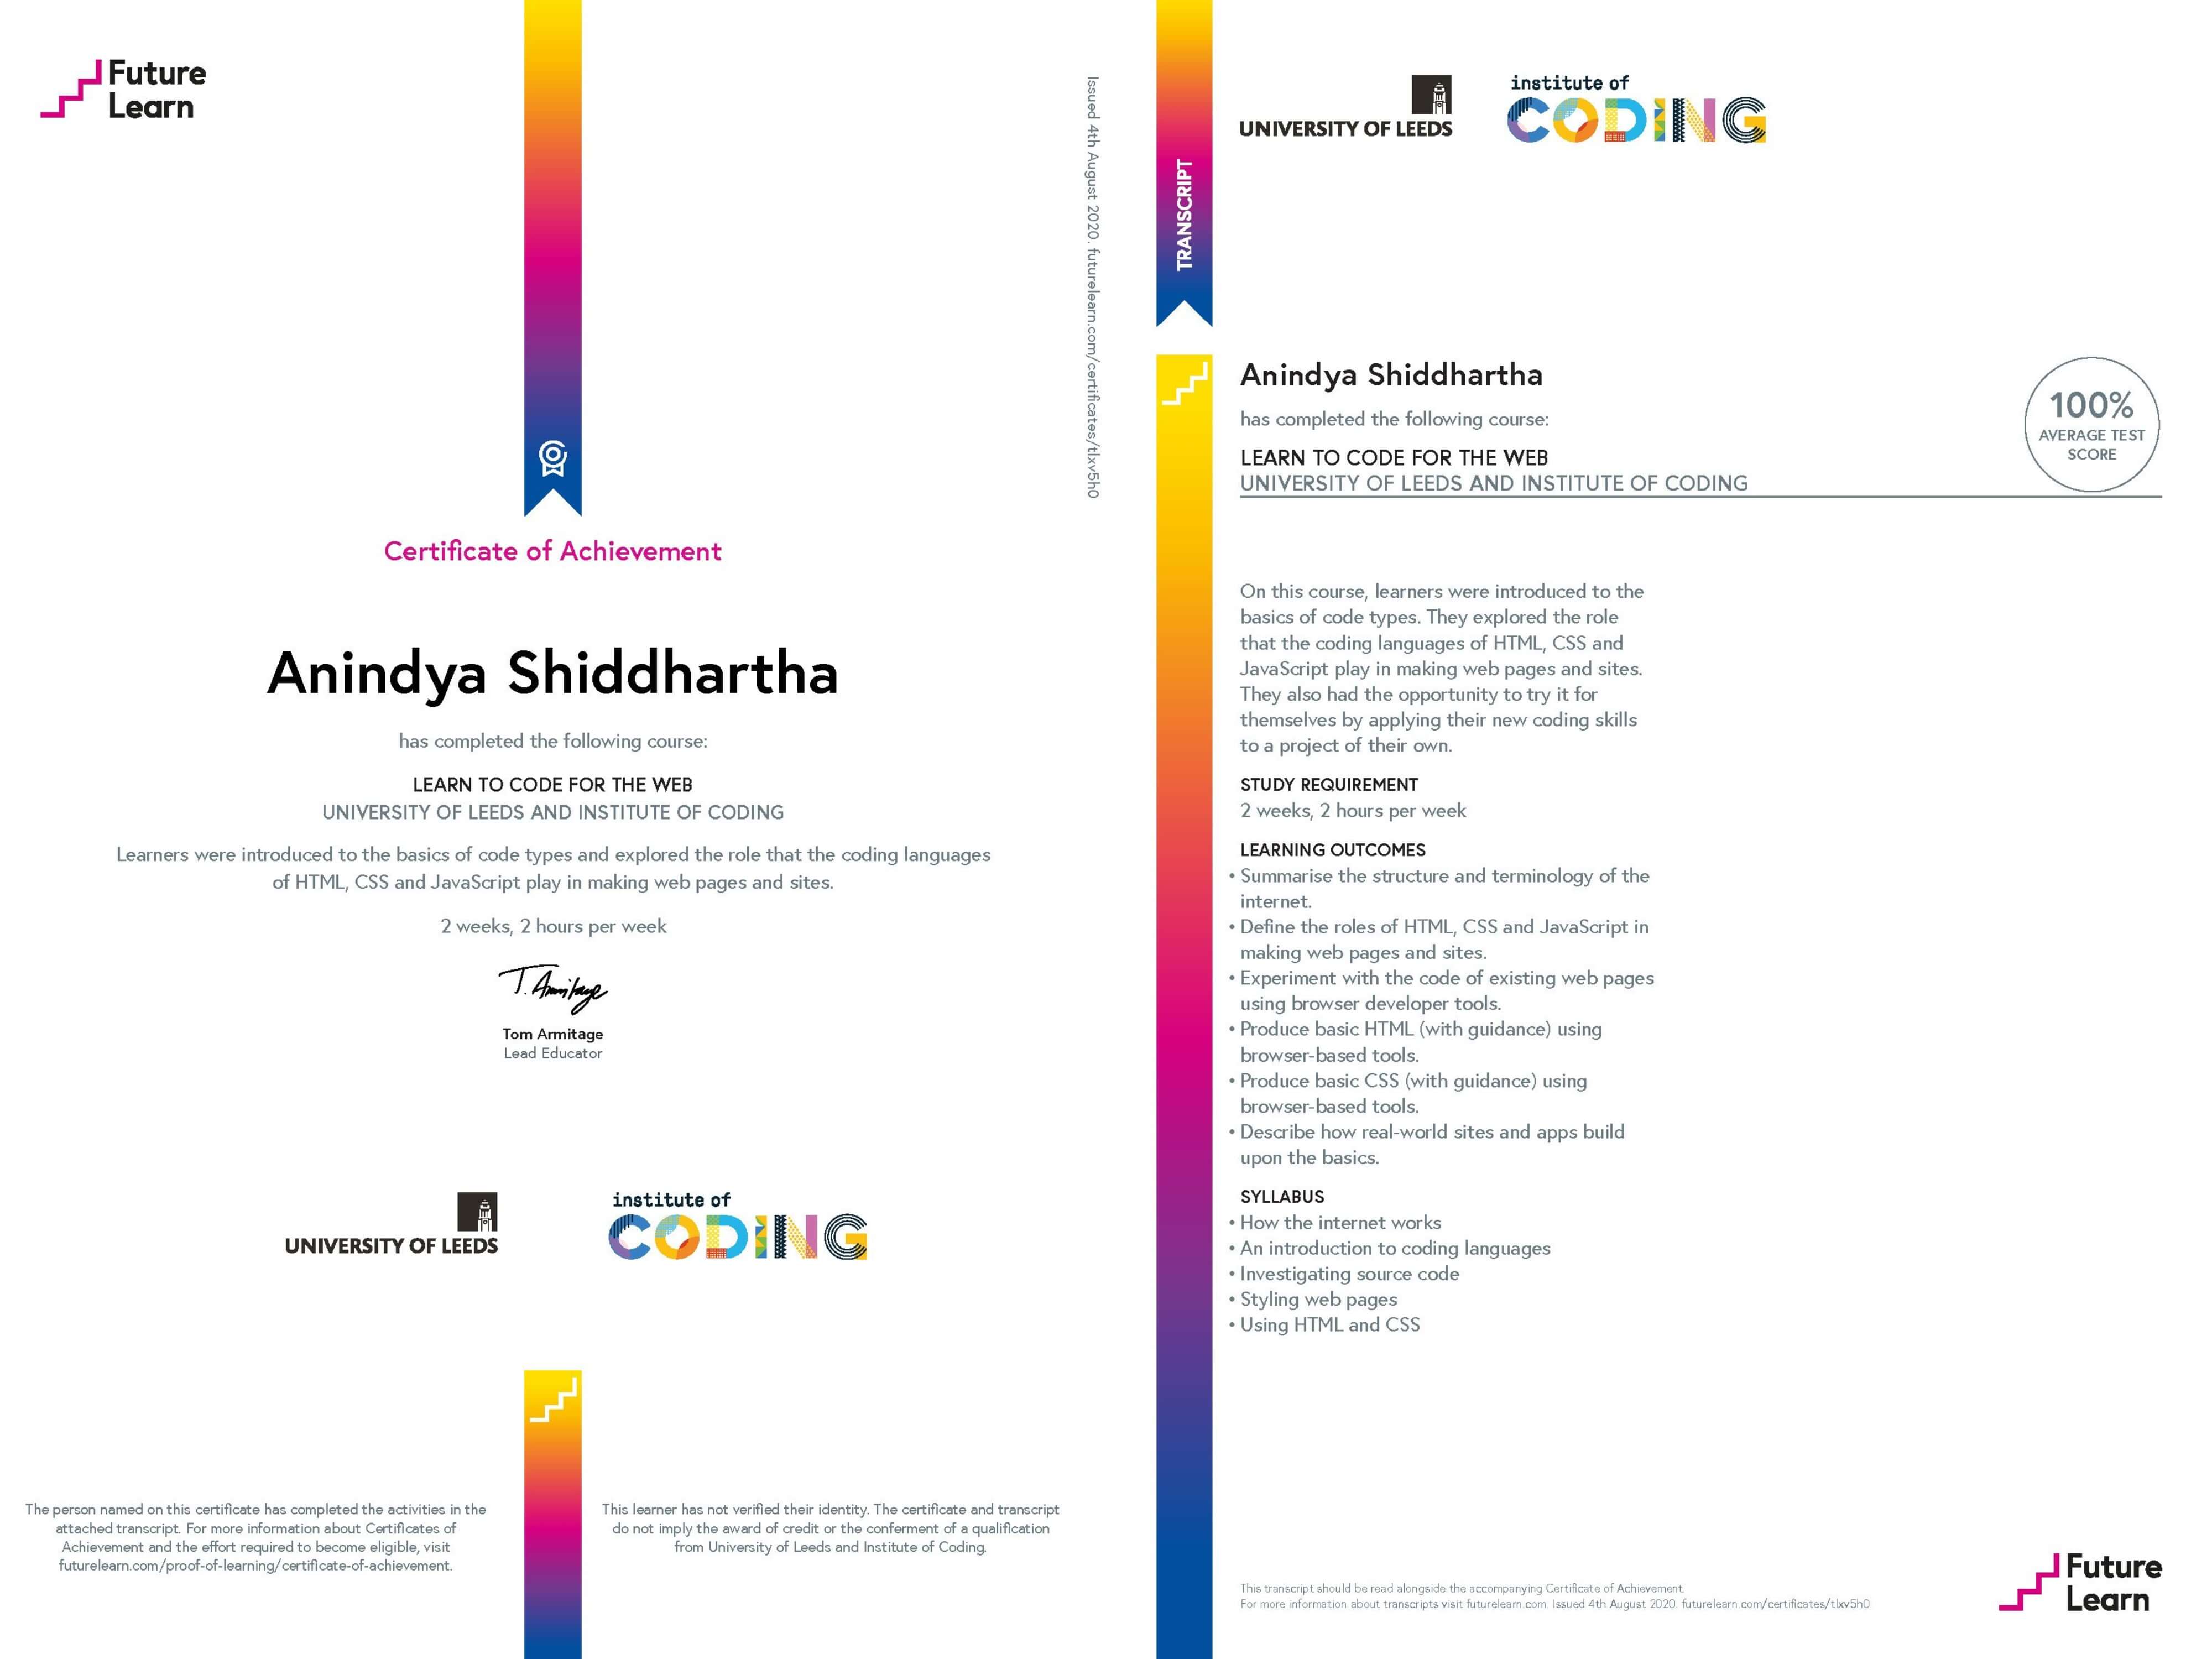 Future
Learn
Certificate of Achievement
Anindya Shiddhartha
has completed the following course:
LEARN TO CODE FOR THE WEB
UNIVERSITY OF LEEDS AND INSTITUTE OF CODING
Learners were introduced to the basics of code types and explored the role that the coding languages
of HTML, CSS and JavaScript play in making web pages and sites.
2 weeks, 2 hours per week
T. Armitage
Tom Armitage
Lead Educator
UNIVERSITY OF LEEDS
institute of
CODING
The person named on this certificate has completed the activities in the
attached transcript. For more information about Certificates of
Achievement and the effort required to become eligible, visit
futurelearn.com/proof-of-learning/certificate-of-achievement.
This learner has not verified their identity. The certificate and transcript
do not imply the award of credit or the conferment of a qualification
from University of Leeds and Institute of Coding.
Issued 4th August 2020. futurelearn.com/certificates/tlxv5h0
TRANSCRIPT
UNIVERSITY OF LEEDS
institute of
CODING
Anindya Shiddhartha
has completed the following course:
LEARN TO CODE FOR THE WEB
UNIVERSITY OF LEEDS AND INSTITUTE OF CODING
100%
AVERAGE TEST
SCORE
On this course, learners were introduced to the
basics of code types. They explored the role
that the coding languages of HTML, CSS and
JavaScript play in making web pages and sites.
They also had the opportunity to try it for
themselves by applying their new coding skills
to a project of their own.
STUDY REQUIREMENT
2 weeks, 2 hours per week
LEARNING OUTCOMES
• Summarise the structure and terminology of the
internet.
• Define the roles of HTML, CSS and JavaScript in
making web pages and sites.
• Experiment with the code of existing web pages
using browser developer tools.
• Produce basic HTML (with guidance) using
browser-based tools.
• Produce basic CSS (with guidance) using
browser-based tools.
• Describe how real-world sites and apps build
upon the basics.
SYLLABUS
• How the internet works
• An introduction to coding languages
• Investigating source code
• Styling web pages
• Using HTML and CSS
This transcript should be read alongside the accompanying Certificate of Achievement.
For more information about transcripts visit futurelearn.com. Issued 4th August 2020. futurelearn.com/certificates/tlxv5h0
Future
Learn